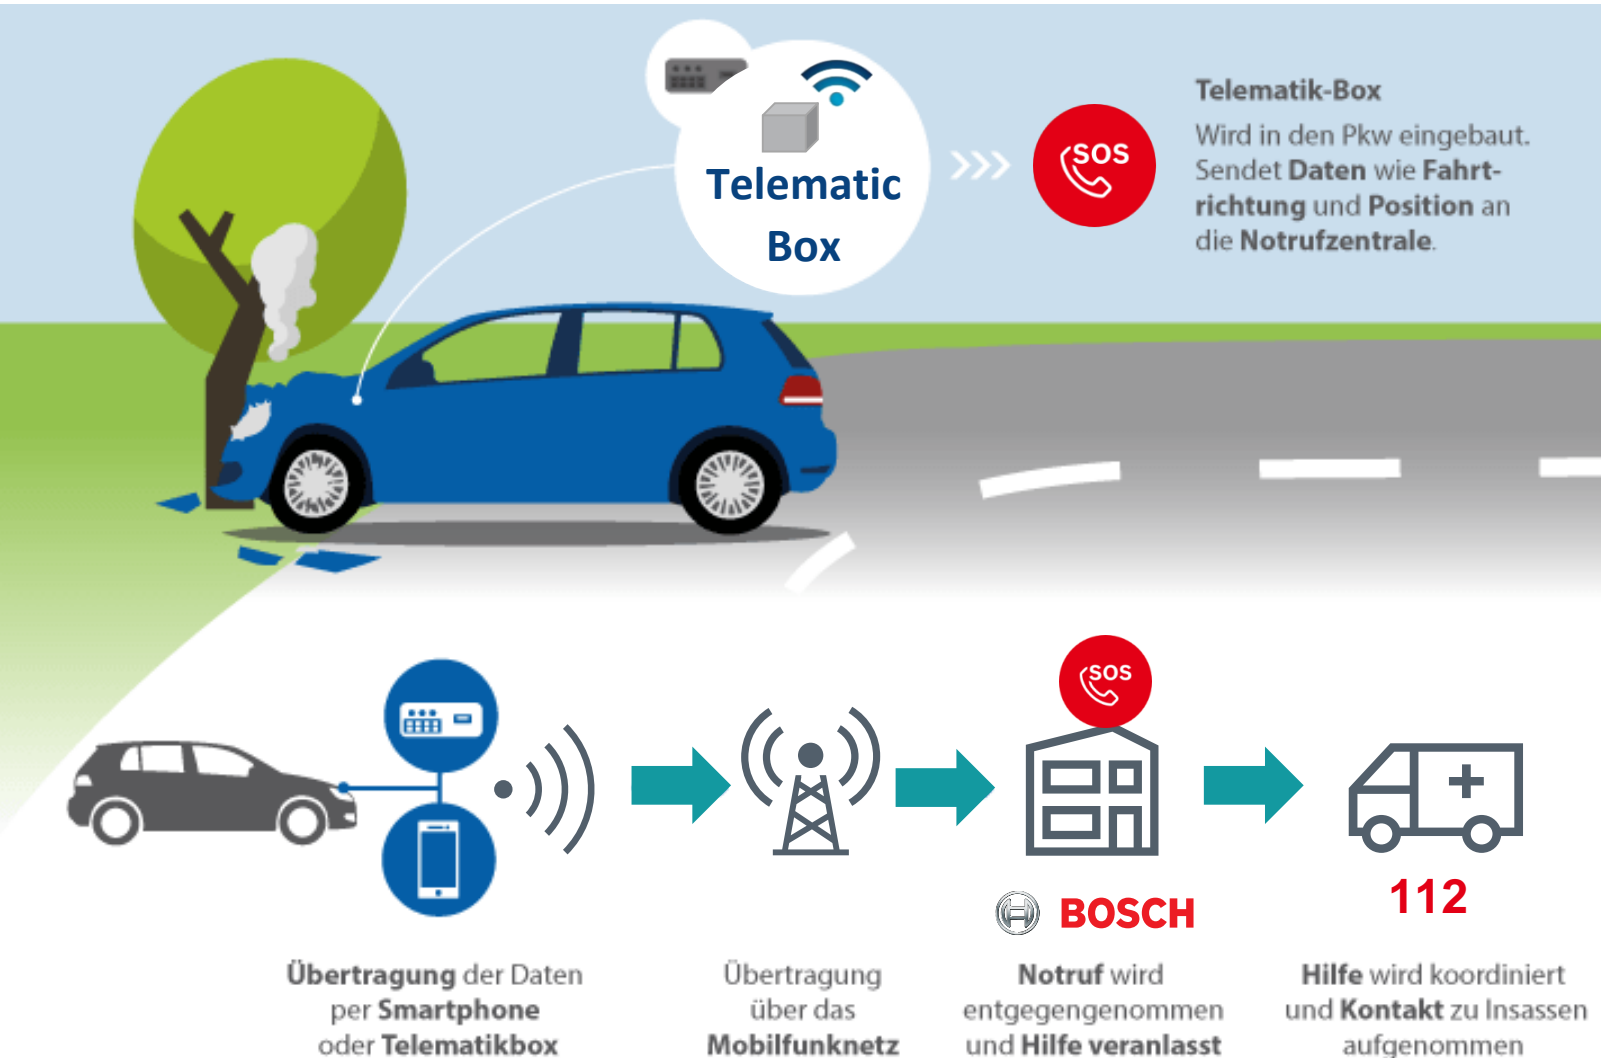 Telematic
Box
SOS
Telematik-Box
Wird in den Pkw eingebaut.
Sendet Daten wie Fahrt-
richtung und Position an
die Notrufzentrale.
SOS
BOSCH
112
Übertragung der Daten
per Smartphone
oder Telematikbox
Übertragung
über das
Mobilfunknetz
Notruf wird
entgegengenommen
und Hilfe veranlasst
Hilfe wird koordiniert
und Kontakt zu Insassen
aufgenommen